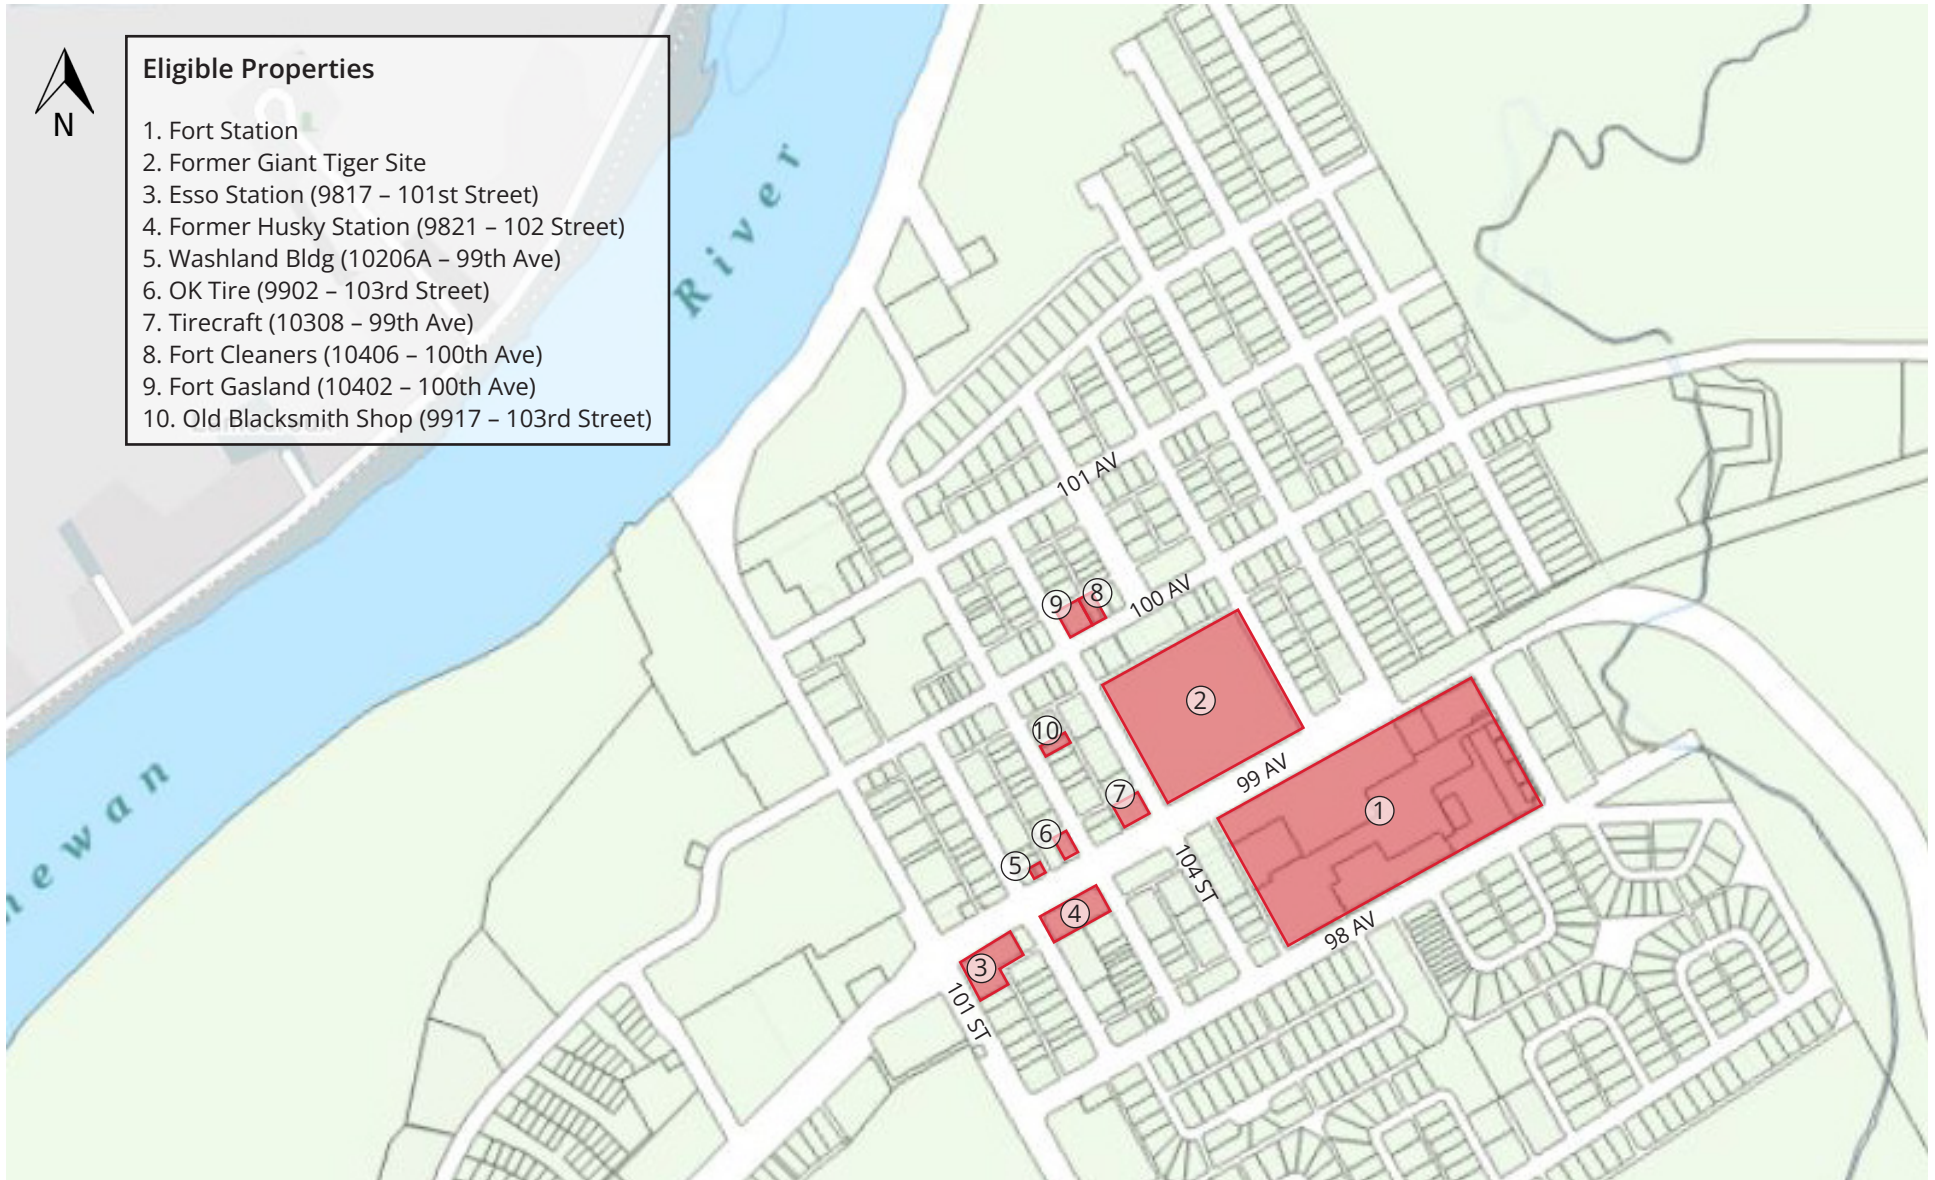 N
Eligible Properties
1. Fort Station
2. Former Giant Tiger Site
3. Esso Station (9817 – 101st Street)
4. Former Husky Station (9821 – 102 Street)
5. Washland Bldg (10206A – 99th Ave)
6. OK Tire (9902 – 103rd Street)
7. Tirecraft (10308 – 99th Ave)
8. Fort Cleaners (10406 – 100th Ave)
9. Fort Gasland (10402 – 100th Ave)
10. Old Blacksmith Shop (9917 – 103rd Street)
River
newan
101 AV
9
8
100 AV
2
10
99 AV
7
1
6
5
104 ST
4
98 AV
3
101 ST